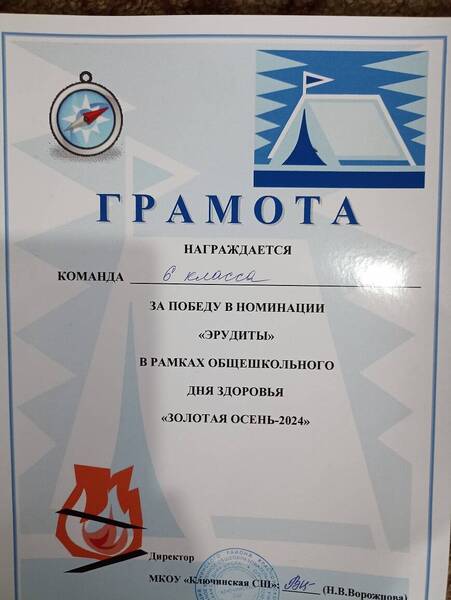 ГРАМОТА
НАГРАЖДАЕТСЯ
КОМАНДА 6 класса
ЗА ПОБЕДУ В НОМИНАЦИИ
«ЭРУДИТЫ»
В РАМКАХ ОБЩЕШКОЛЬНОГО
ДНЯ ЗДОРОВЬЯ
«ЗОЛОТАЯ ОСЕНЬ-2024»
Директор
МКОУ «Ключинская СШ»: (Н.В.Ворожцова)